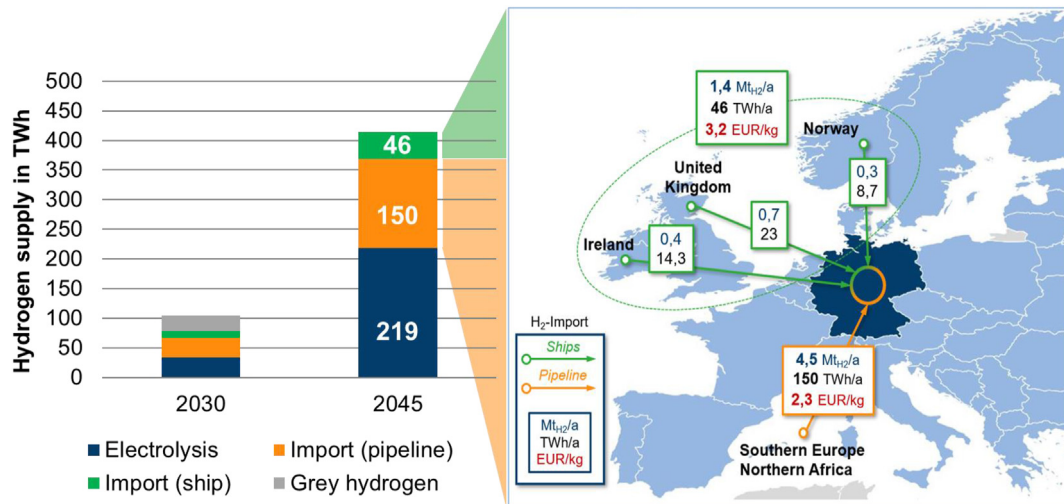 Hydrogen supply in TWh
500
450
400
350
300
250
200
150
100
50
0
46
150
219
2030
2045
Electrolysis
Import (pipeline)
Import (ship)
Grey hydrogen
1,4 Mt_H2/a
46 TWh/a
3,2 EUR/kg
Norway
0,3
8,7
United
Kingdom
0,7
23
Ireland
0,4
14,3
H₂-Import
Ships
Pipeline
Mt_H2/a
TWh/a
EUR/kg
4,5 Mt_H2/a
150 TWh/a
2,3 EUR/kg
Southern Europe
Northern Africa